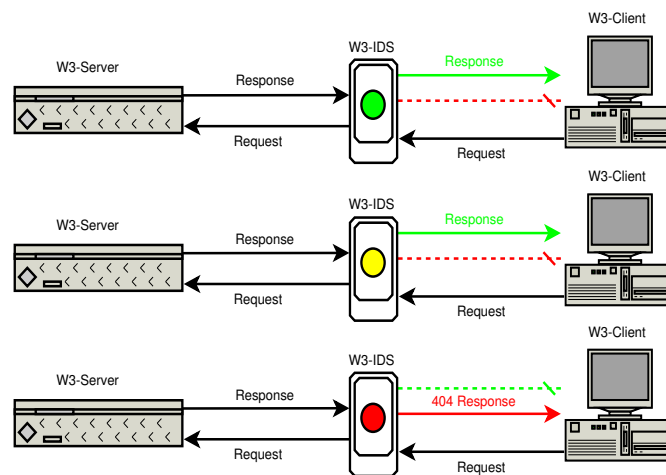 W3-Client
W3-IDS
W3-Server
Response
Response
Request
Request
W3-Client
W3-IDS
W3-Server
Response
Response
Request
Request
W3-Client
W3-IDS
W3-Server
Response
404 Response
Request
Request